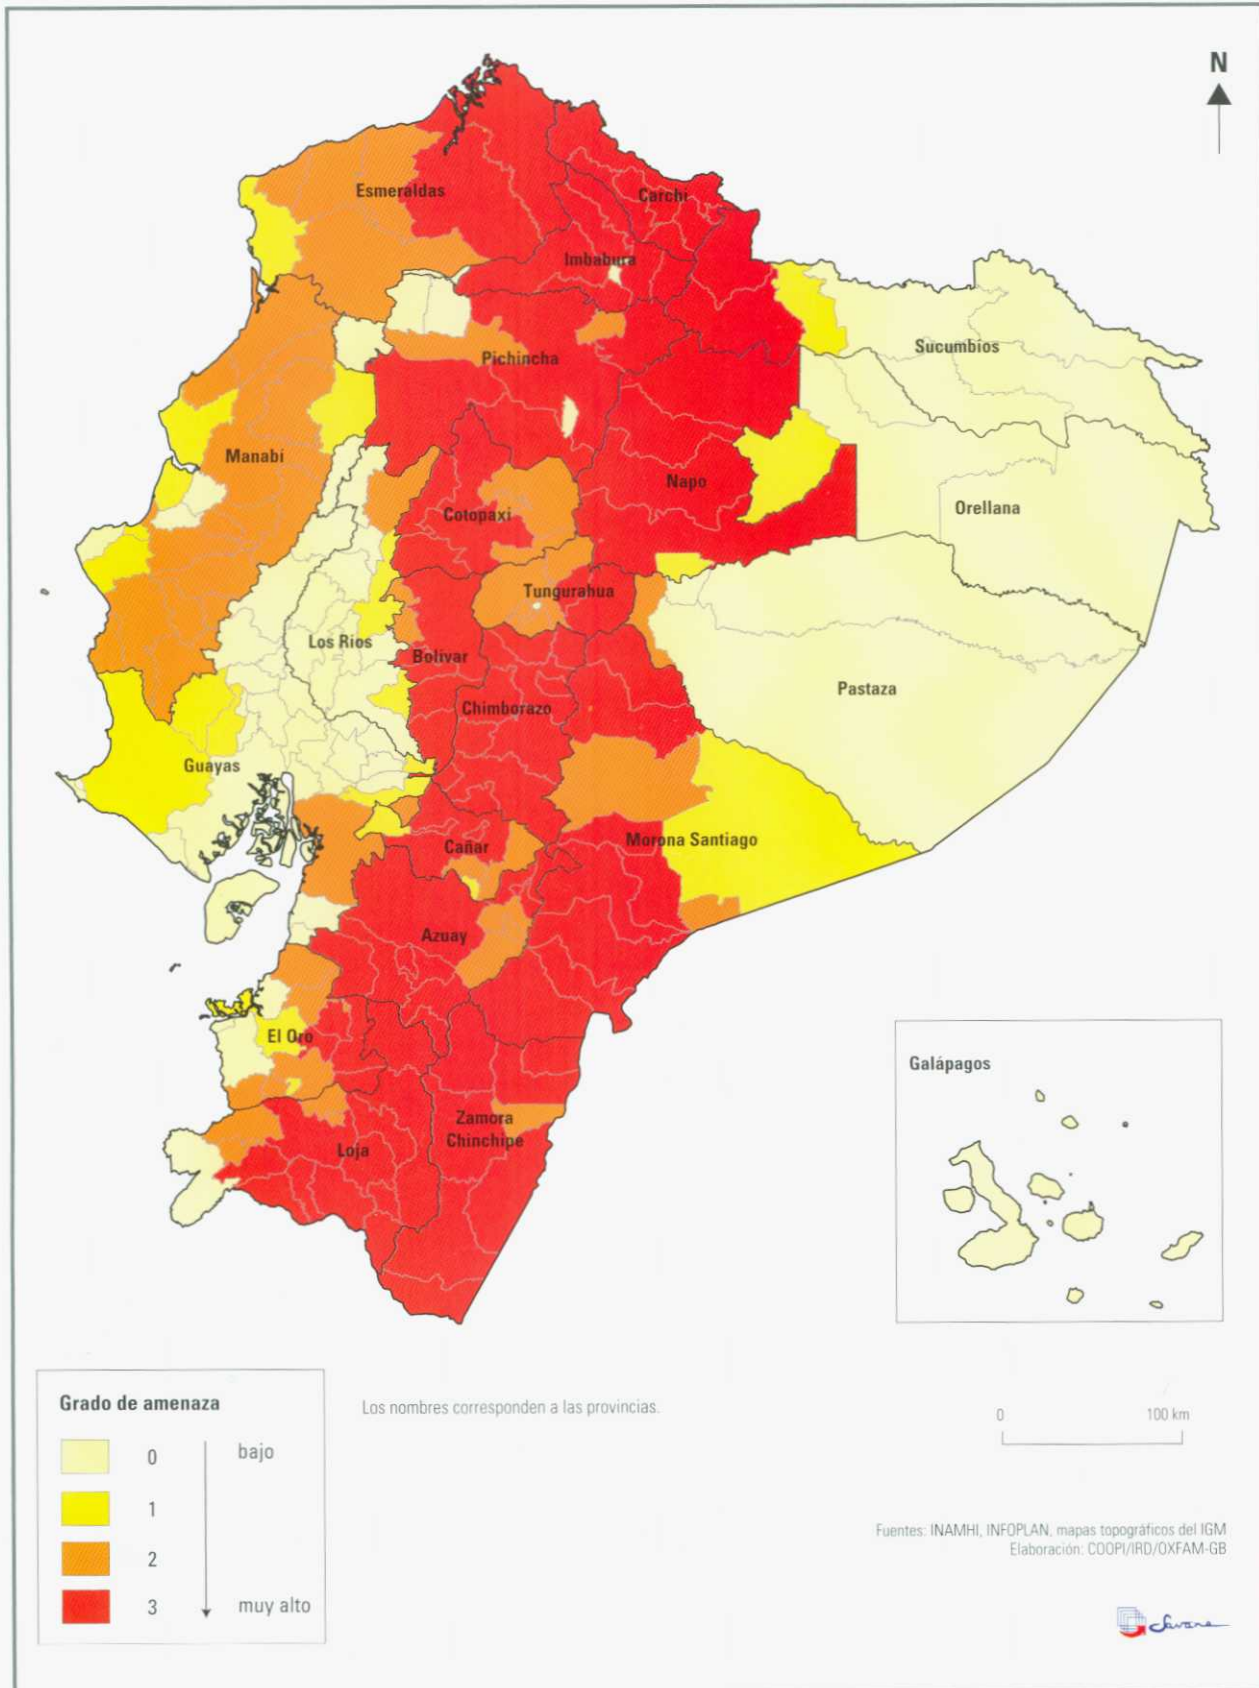 N
Esmeraldas
Carchi
Imbabura
Sucumbios
Pichincha
Manabí
Napo
Cotopaxi
Orellana
Tungurahua
Los Rios
Bolívar
Pastaza
Chimborazo
Guayas
Morona Santiago
Cañar
Azuay
El Oro
Galápagos
Zamora
Chinchipe
Loja
Grado de amenaza
0 bajo
1
2
3 muy alto
Los nombres corresponden a las provincias.
0 100 km
Fuentes: INAMHI, INFOPLAN, mapas topográficos del IGM
Elaboración: COOPI/IRD/OXFAM-GB
Savane